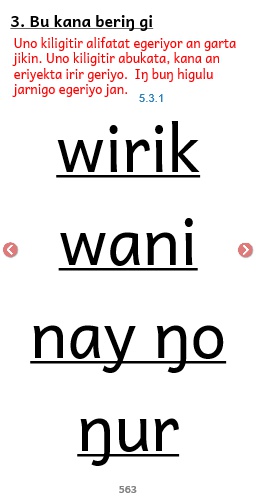 3. Bu kana beriŋ gi
Uno kiligitir alifatat egeriyor an garta
jikin. Uno kiligitir abukata, kana an
eriyekta irir geriyo. Iŋ buŋ higulu
jarnigo egeriyo jan.
5.3.1
wirik
wani
nay ŋo
ŋur
563